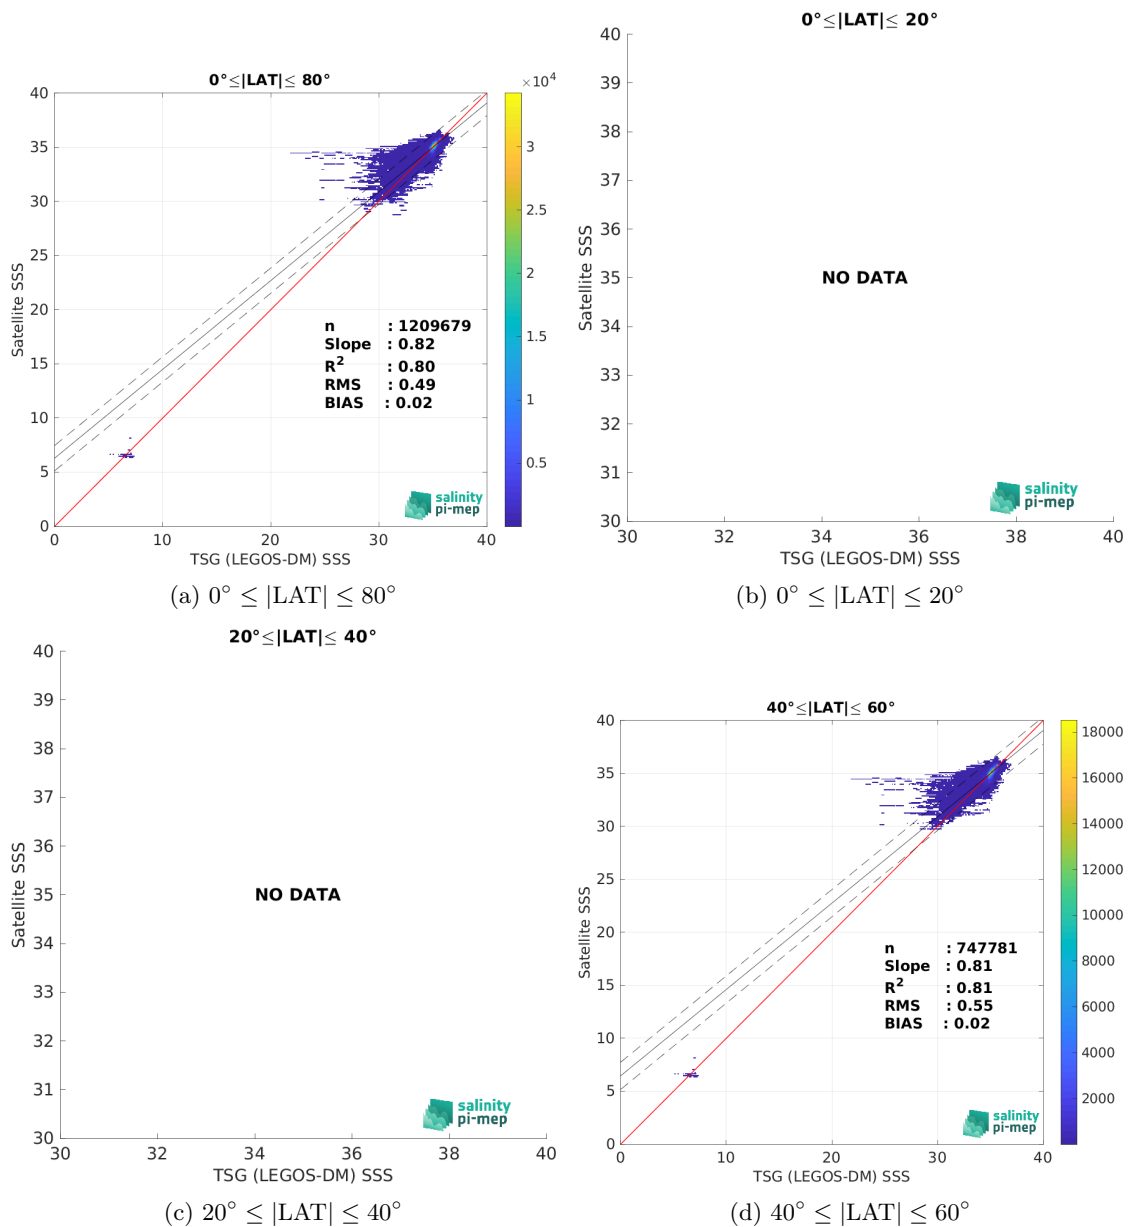 0°≤|LAT|≤ 80°
×10⁴
40
35
30
25
20
15
10
5
0
Satellite SSS
n : 1209679
Slope : 0.82
R² : 0.80
RMS : 0.49
BIAS : 0.02
salinity
pi-mep
0 10 20 30 40
TSG (LEGOS-DM) SSS
3
2.5
2
1.5
1
0.5
(a) 0° ≤ |LAT| ≤ 80°
0°≤|LAT|≤ 20°
40
39
38
37
36
35
34
33
32
31
30
Satellite SSS
NO DATA
salinity
pi-mep
30 32 34 36 38 40
TSG (LEGOS-DM) SSS
(b) 0° ≤ |LAT| ≤ 20°
20°≤|LAT|≤ 40°
40
39
38
37
36
35
34
33
32
31
30
Satellite SSS
NO DATA
salinity
pi-mep
30 32 34 36 38 40
TSG (LEGOS-DM) SSS
(c) 20° ≤ |LAT| ≤ 40°
40°≤|LAT|≤ 60°
40
35
30
25
20
15
10
5
0
Satellite SSS
n : 747781
Slope : 0.81
R² : 0.81
RMS : 0.55
BIAS : 0.02
salinity
pi-mep
0 10 20 30 40
TSG (LEGOS-DM) SSS
18000
16000
14000
12000
10000
8000
6000
4000
2000
(d) 40° ≤ |LAT| ≤ 60°